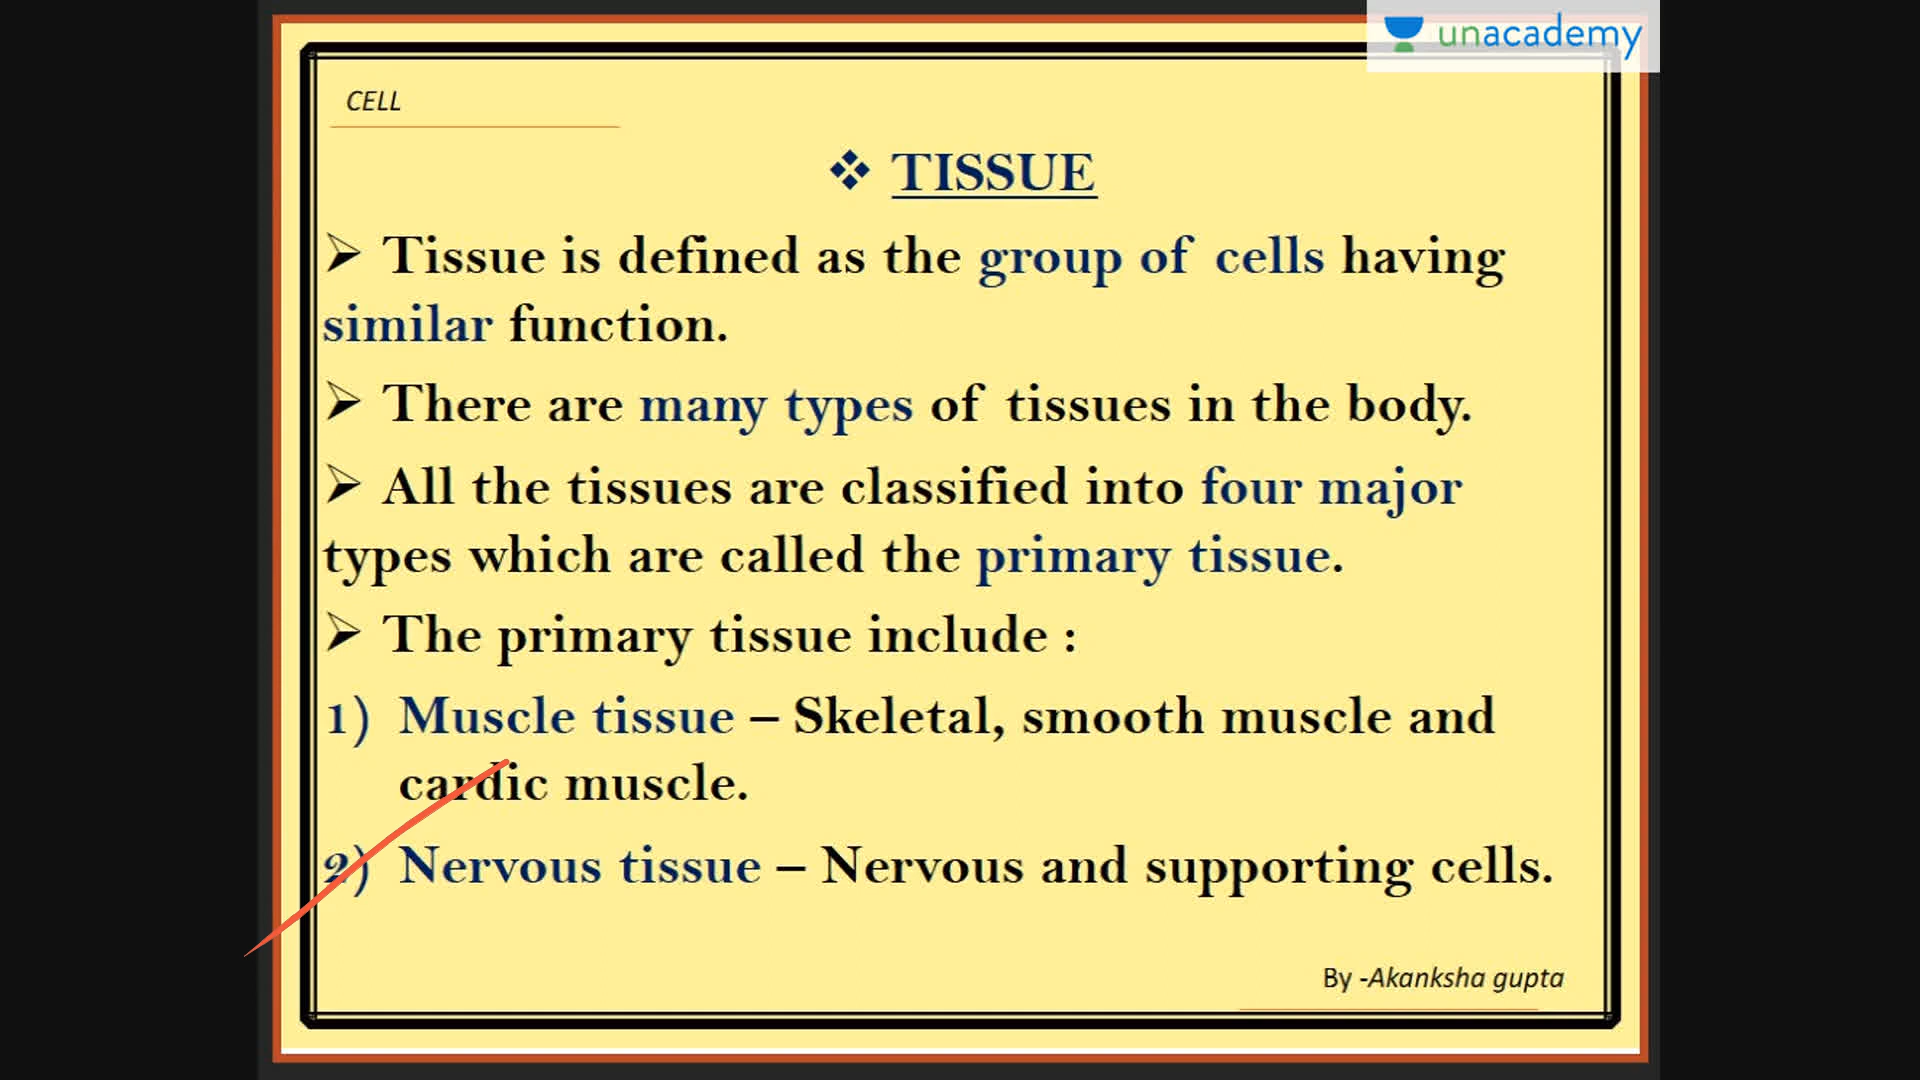 unacademy
CELL
❖ TISSUE
➢ Tissue is defined as the group of cells having
similar function.
➢ There are many types of tissues in the body.
➢ All the tissues are classified into four major
types which are called the primary tissue.
➢ The primary tissue include :
1) Muscle tissue – Skeletal, smooth muscle and
cardic muscle.
2) Nervous tissue – Nervous and supporting cells.
By -Akanksha gupta